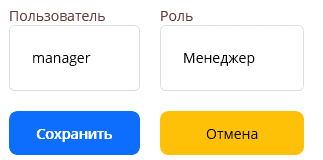 Пользователь Роль
manager Менеджер
Сохранить Отмена